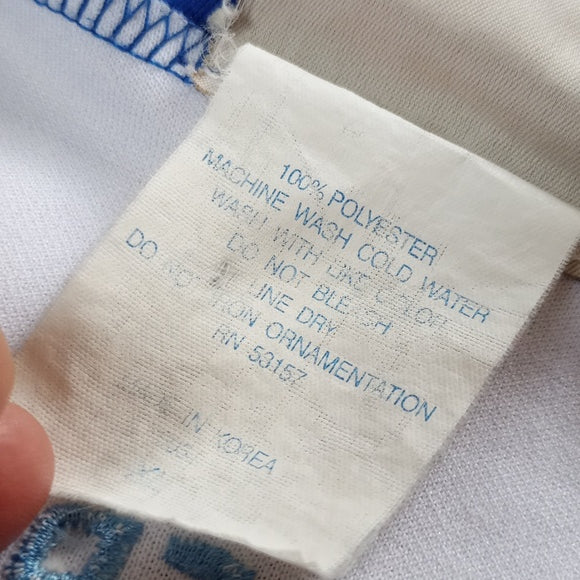 100% POLYESTER
MACHINE WASH COLD WATER
WASH WITH LIKE COLOR
DO NOT BLEACH
LINE DRY
DO NOT IRON ORNAMENTATION
RN 53157
IN KOREA